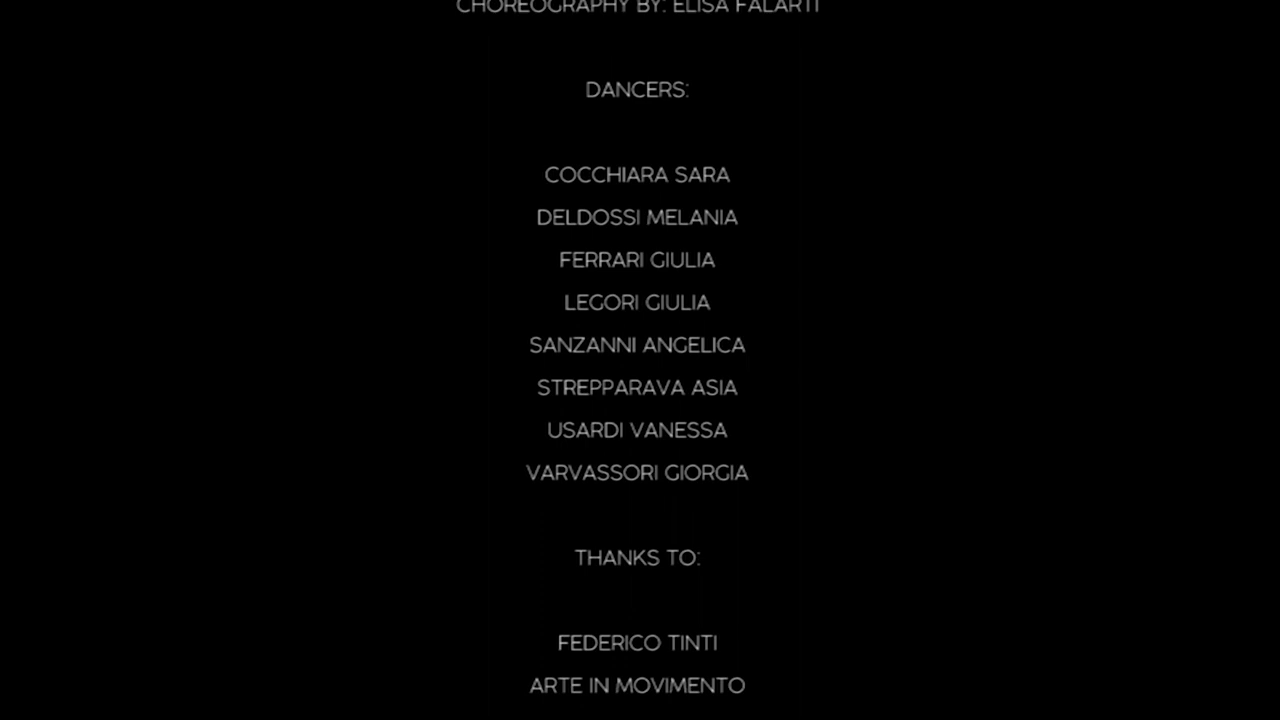 CHOREOGRAPHY BY: ELISA FALARTI
DANCERS:
COCCHIARA SARA
DELDOSSI MELANIA
FERRARI GIULIA
LEGORI GIULIA
SANZANNI ANGELICA
STREPPARAVA ASIA
USARDI VANESSA
VARVASSORI GIORGIA
THANKS TO:
FEDERICO TINTI
ARTE IN MOVIMENTO